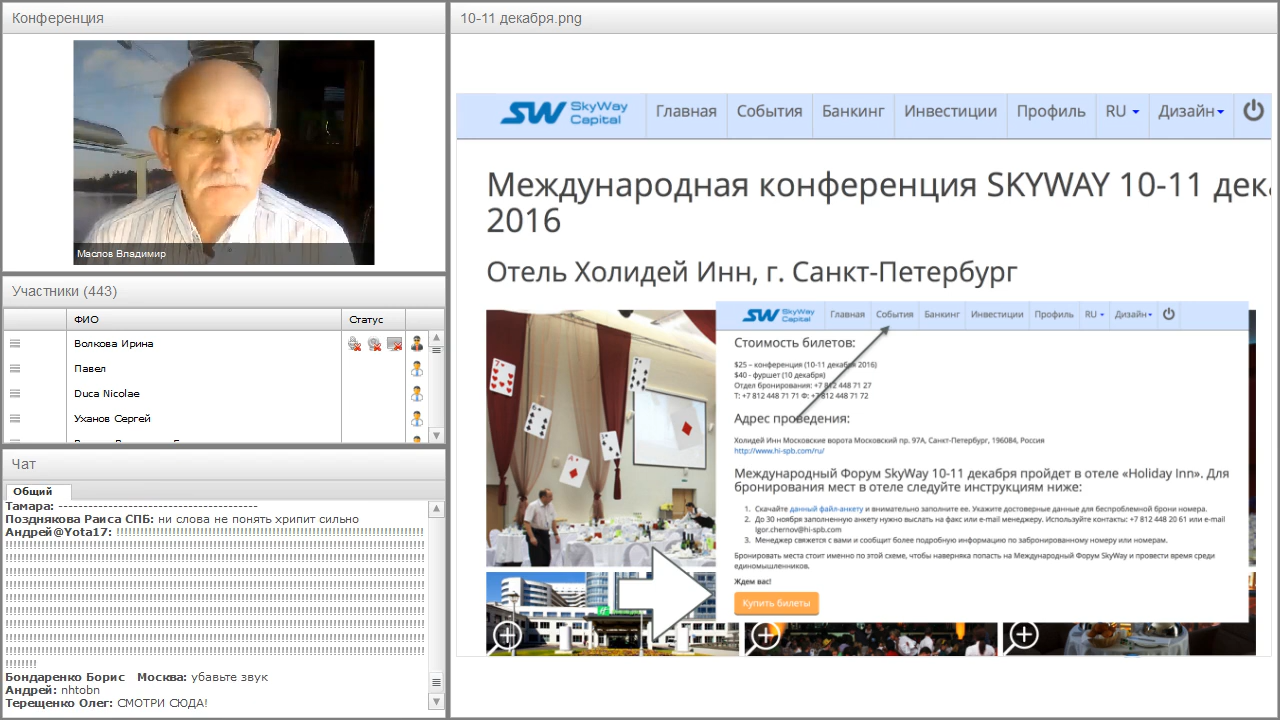 Конференция
Маслов Владимир
Участники (443)
ФИО
Статус
Волкова Ирина
Павел
Duca Nicolae
Уханов Сергей
Чат
Общий
Тамара: ----------------------------------------
Позднякова Раиса СПБ: ни слова не понять хрипит сильно
Андрей@Yota17: !!!!!!!!!!!!!!!!!!!!!!!!!!!!!!!!!!!!!!!!!!!!!!!!!!!!!!!!!!!!
Бондаренко Борис Москва: убавьте звук
Андрей: nhtobn
Терещенко Олег: СМОТРИ СЮДА!
10-11 декабря.png
SW SkyWay Capital
Главная События Банкинг Инвестиции Профиль RU Дизайн
Международная конференция SKYWAY 10-11 дека
2016
Отель Холидей Инн, г. Санкт-Петербург
SW SkyWay Capital
Главная События Банкинг Инвестиции Профиль RU Дизайн
Стоимость билетов:
$25 – конференция (10-11 декабря 2016)
$40 - фуршет (10 декабря)
Отдел бронирования: +7 812 448 71 27
Т: +7 812 448 71 71 Ф: +7 812 448 71 72
Адрес проведения:
Холидей Инн Московские ворота Московский пр. 97А, Санкт-Петербург, 196084, Россия
http://www.hi-spb.com/ru/
Международный Форум SkyWay 10-11 декабря пройдет в отеле «Holiday Inn». Для
бронирования мест в отеле следуйте инструкциям ниже:
1. Скачайте данный файл-анкету и внимательно заполните ее. Укажите достоверные данные для беспроблемной брони номера.
2. До 30 ноября заполненную анкету нужно выслать на факс или e-mail менеджеру. Используйте контакты: +7 812 448 20 61 или e-mail
Igor.chernov@hi-spb.com
3. Менеджер свяжется с вами и сообщит более подробную информацию по забронированному номеру или номерам.
Бронировать места стоит именно по этой схеме, чтобы наверняка попасть на Международный Форум SkyWay и провести время среди
единомышленников.
Ждем вас!
Купить билеты